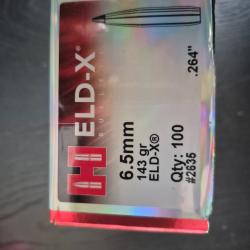 ELD-X®
.264"
6.5mm
143 gr
ELD-X®
Qty: 100
#2635
H